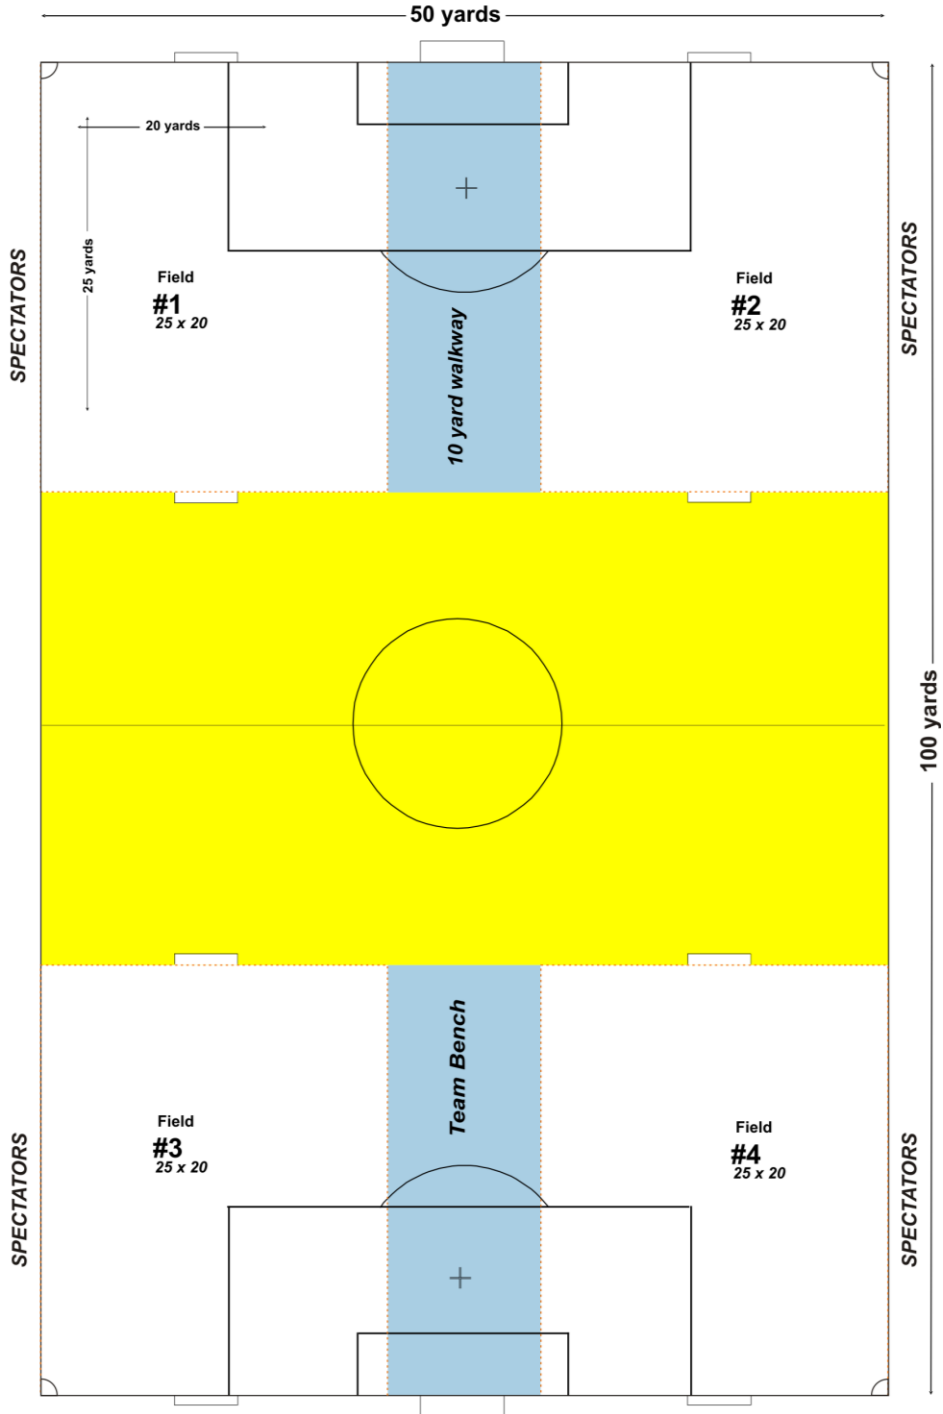 50 yards
20 yards
25 yards
SPECTATORS
SPECTATORS
Field
#1
25 x 20
Field
#2
25 x 20
10 yard walkway
100 yards
Team Bench
Field
#3
25 x 20
Field
#4
25 x 20
SPECTATORS
SPECTATORS